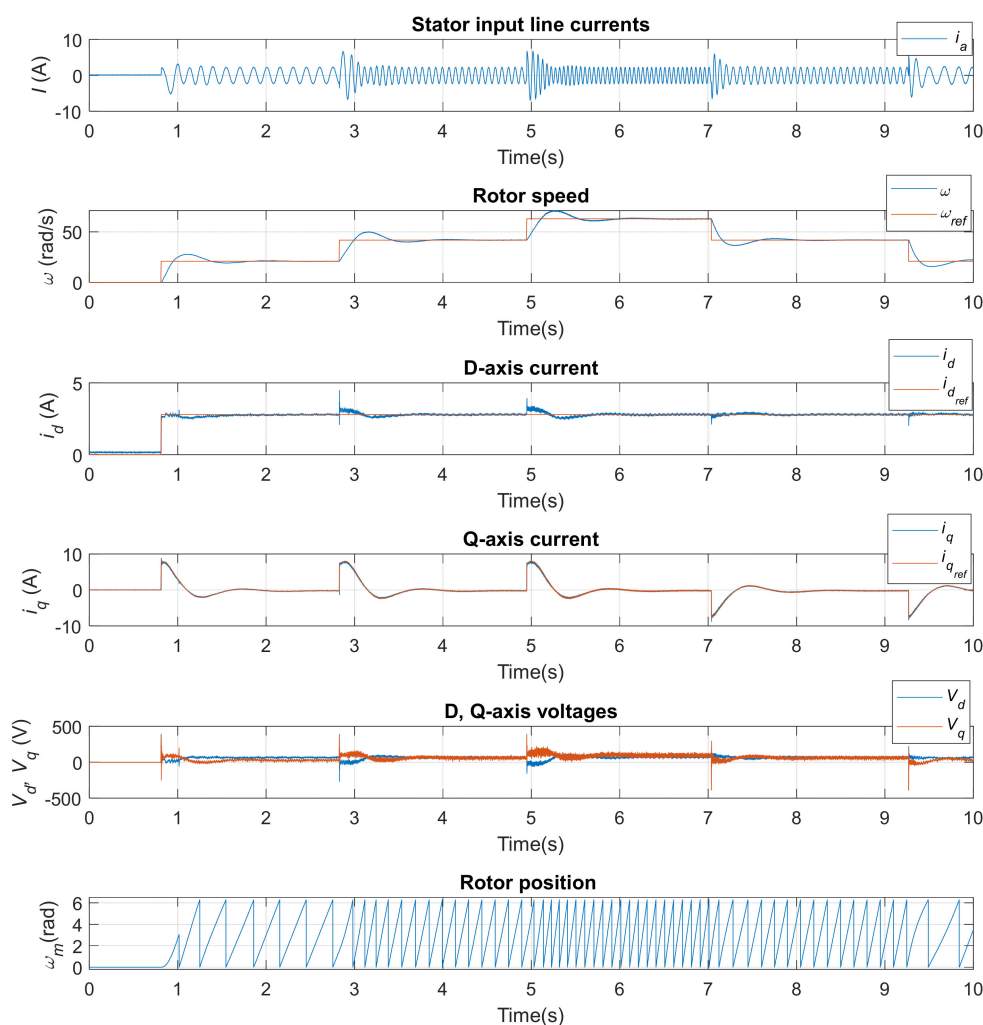 Stator input line currents
i_a
10
0
-10
I (A)
0 1 2 3 4 5 6 7 8 9 10
Time(s)
Rotor speed
ω
ω_ref
50
0
ω (rad/s)
0 1 2 3 4 5 6 7 8 9 10
Time(s)
D-axis current
i_d
i_d_ref
5
0
i_d (A)
0 1 2 3 4 5 6 7 8 9 10
Time(s)
Q-axis current
i_q
i_q_ref
10
0
-10
i_q (A)
0 1 2 3 4 5 6 7 8 9 10
Time(s)
D, Q-axis voltages
V_d
V_q
500
0
-500
V_d, V_q (V)
0 1 2 3 4 5 6 7 8 9 10
Time(s)
Rotor position
6
4
2
0
ω_m(rad)
0 1 2 3 4 5 6 7 8 9 10
Time(s)